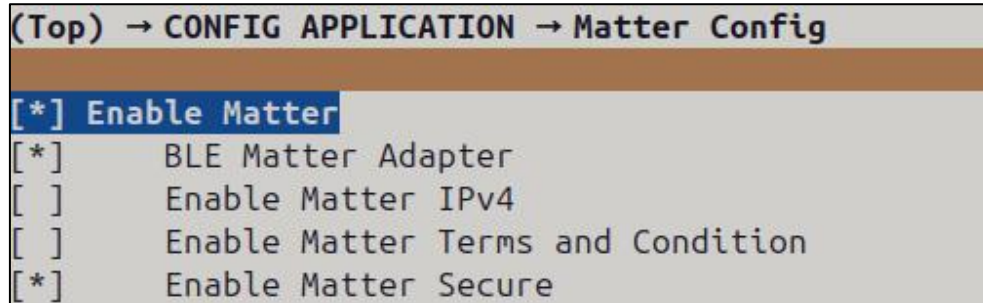 (Top) → CONFIG APPLICATION → Matter Config
[*] Enable Matter
[*]     BLE Matter Adapter
[ ]     Enable Matter IPv4
[ ]     Enable Matter Terms and Condition
[*]     Enable Matter Secure